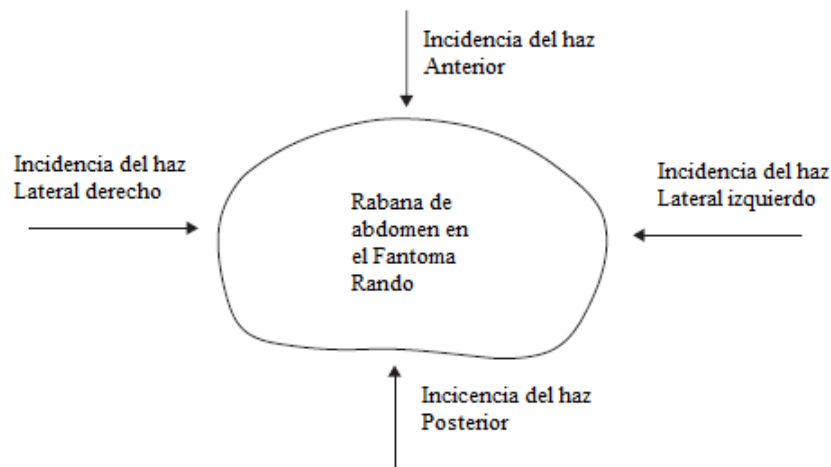 Incidencia del haz
Anterior
Incidencia del haz
Lateral derecho
Incidencia del haz
Lateral izquierdo
Rabana de
abdomen en
el Fantoma
Rando
Incicencia del haz
Posterior